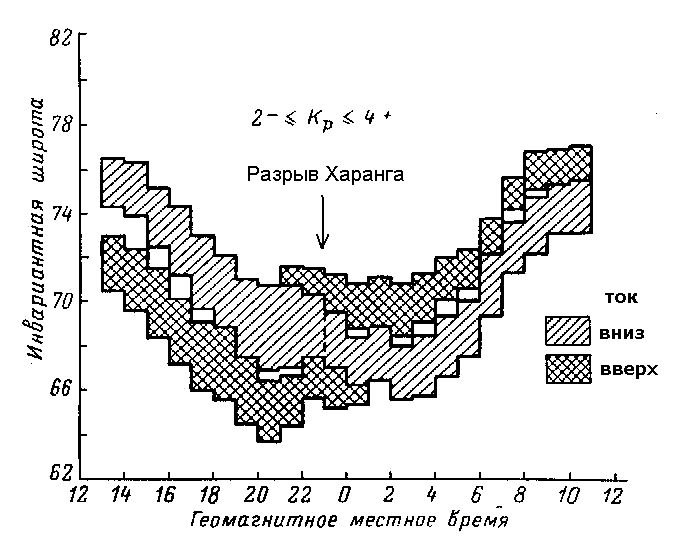 82
78
74
70
66
62
Инвариантная широта
2- ≤ Kp ≤ 4+
Разрыв Харанга
ток
вниз
вверх
12 14 16 18 20 22 0 2 4 6 8 10 12
Геомагнитное местное время